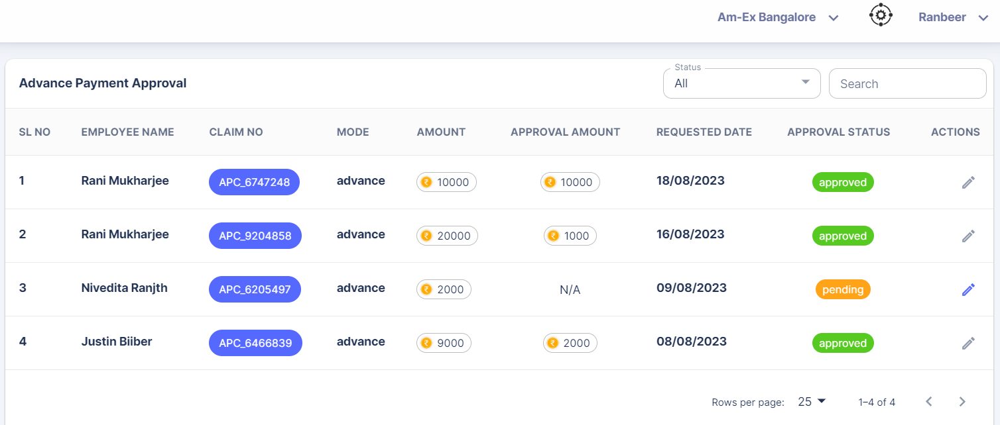 Am-Ex Bangalore Ranbeer
Advance Payment Approval Status All Search
SL NO EMPLOYEE NAME CLAIM NO MODE AMOUNT APPROVAL AMOUNT REQUESTED DATE APPROVAL STATUS ACTIONS
1 Rani Mukharjee APC_6747248 advance ₹ 10000 ₹ 10000 18/08/2023 approved
2 Rani Mukharjee APC_9204858 advance ₹ 20000 ₹ 1000 16/08/2023 approved
3 Nivedita Ranjth APC_6205497 advance ₹ 2000 N/A 09/08/2023 pending
4 Justin Biiber APC_6466839 advance ₹ 9000 ₹ 2000 08/08/2023 approved
Rows per page: 25 1–4 of 4